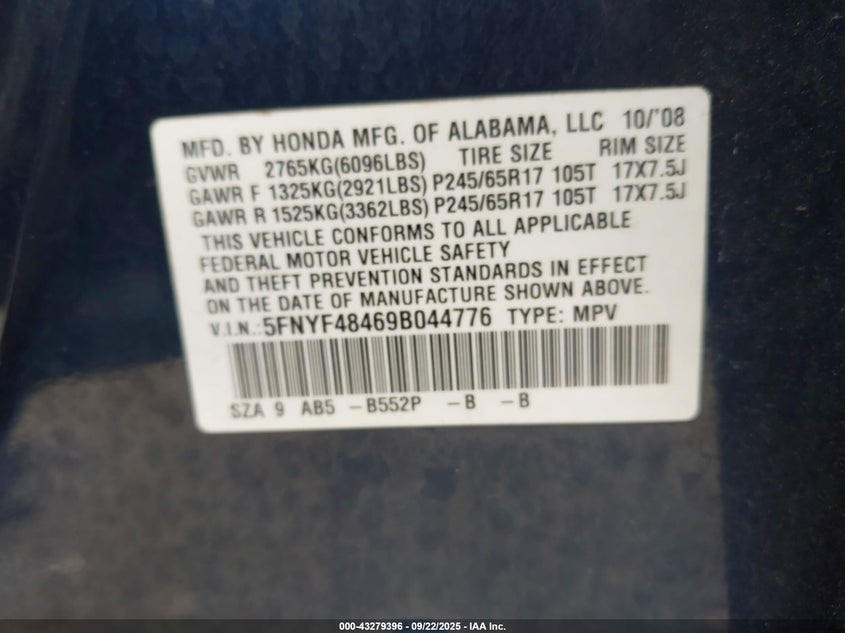 MFD. BY HONDA MFG. OF ALABAMA, LLC 10/'08
GVWR 2765KG(6096LBS) TIRE SIZE RIM SIZE
GAWR F 1325KG(2921LBS) P245/65R17 105T 17X7.5J
GAWR R 1525KG(3362LBS) P245/65R17 105T 17X7.5J
THIS VEHICLE CONFORMS TO ALL APPLICABLE
FEDERAL MOTOR VEHICLE SAFETY
AND THEFT PREVENTION STANDARDS IN EFFECT
ON THE DATE OF MANUFACTURE SHOWN ABOVE.
V.I.N.:5FNYF48469B044776 TYPE: MPV
SZA 9 AB5 -B552P -B -B
000-43279396 - 09/22/2025 - IAA Inc.